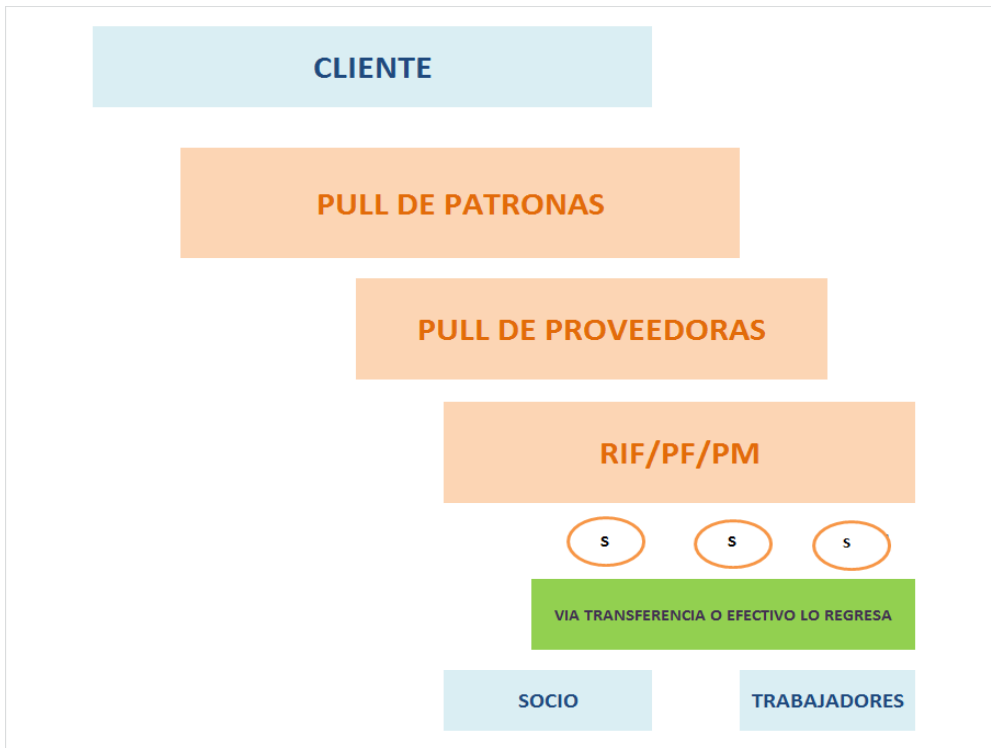 CLIENTE
PULL DE PATRONAS
PULL DE PROVEEDORAS
RIF/PF/PM
S S S
VIA TRANSFERENCIA O EFECTIVO LO REGRESA
SOCIO TRABAJADORES